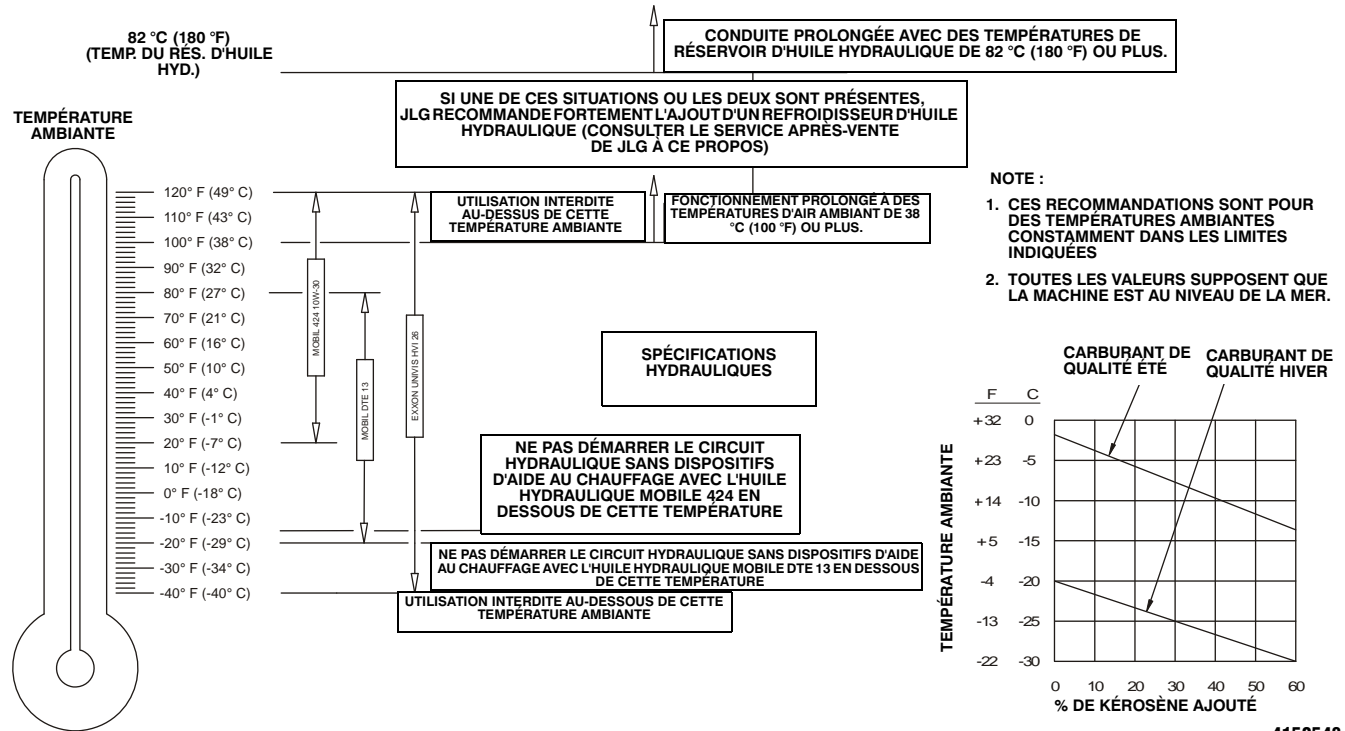 82 °C (180 °F)
(TEMP. DU RÉS. D'HUILE
HYD.)
CONDUITE PROLONGÉE AVEC DES TEMPÉRATURES DE
RÉSERVOIR D'HUILE HYDRAULIQUE DE 82 °C (180 °F) OU PLUS.
SI UNE DE CES SITUATIONS OU LES DEUX SONT PRÉSENTES,
JLG RECOMMANDE FORTEMENT L'AJOUT D'UN REFROIDISSEUR D'HUILE
HYDRAULIQUE (CONSULTER LE SERVICE APRÈS-VENTE
DE JLG À CE PROPOS)
TEMPÉRATURE
AMBIANTE
120° F (49° C)
110° F (43° C)
100° F (38° C)
90° F (32° C)
80° F (27° C)
70° F (21° C)
60° F (16° C)
50° F (10° C)
40° F (4° C)
30° F (-1° C)
20° F (-7° C)
10° F (-12° C)
0° F (-18° C)
-10° F (-23° C)
-20° F (-29° C)
-30° F (-34° C)
-40° F (-40° C)
MOBIL 424 10W-30
MOBIL DTE 13
EXXON UNIVIS HVI 26
UTILISATION INTERDITE
AU-DESSUS DE CETTE
TEMPÉRATURE AMBIANTE
FONCTIONNEMENT PROLONGÉ À DES
TEMPÉRATURES D'AIR AMBIANT DE 38
°C (100 °F) OU PLUS.
SPÉCIFICATIONS
HYDRAULIQUES
NE PAS DÉMARRER LE CIRCUIT
HYDRAULIQUE SANS DISPOSITIFS
D'AIDE AU CHAUFFAGE AVEC L'HUILE
HYDRAULIQUE MOBILE 424 EN
DESSOUS DE CETTE TEMPÉRATURE
NE PAS DÉMARRER LE CIRCUIT HYDRAULIQUE SANS DISPOSITIFS D'AIDE
AU CHAUFFAGE AVEC L'HUILE HYDRAULIQUE MOBILE DTE 13 EN DESSOUS
DE CETTE TEMPÉRATURE
UTILISATION INTERDITE AU-DESSOUS DE CETTE
TEMPÉRATURE AMBIANTE
NOTE :
1. CES RECOMMANDATIONS SONT POUR
DES TEMPÉRATURES AMBIANTES
CONSTAMMENT DANS LES LIMITES
INDIQUÉES
2. TOUTES LES VALEURS SUPPOSENT QUE
LA MACHINE EST AU NIVEAU DE LA MER.
CARBURANT DE
QUALITÉ ÉTÉ
CARBURANT DE
QUALITÉ HIVER
F C
+32 0
+23 -5
+14 -10
+5 -15
-4 -20
-13 -25
-22 -30
TEMPÉRATURE AMBIANTE
0 10 20 30 40 50 60
% DE KÉROSÈNE AJOUTÉ